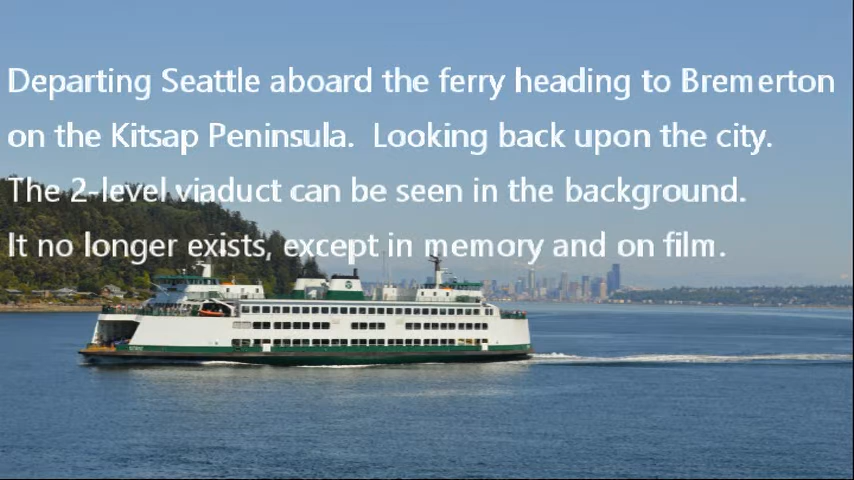 Departing Seattle aboard the ferry heading to Bremerton
on the Kitsap Peninsula.  Looking back upon the city.
The 2-level viaduct can be seen in the background.
It no longer exists, except in memory and on film.